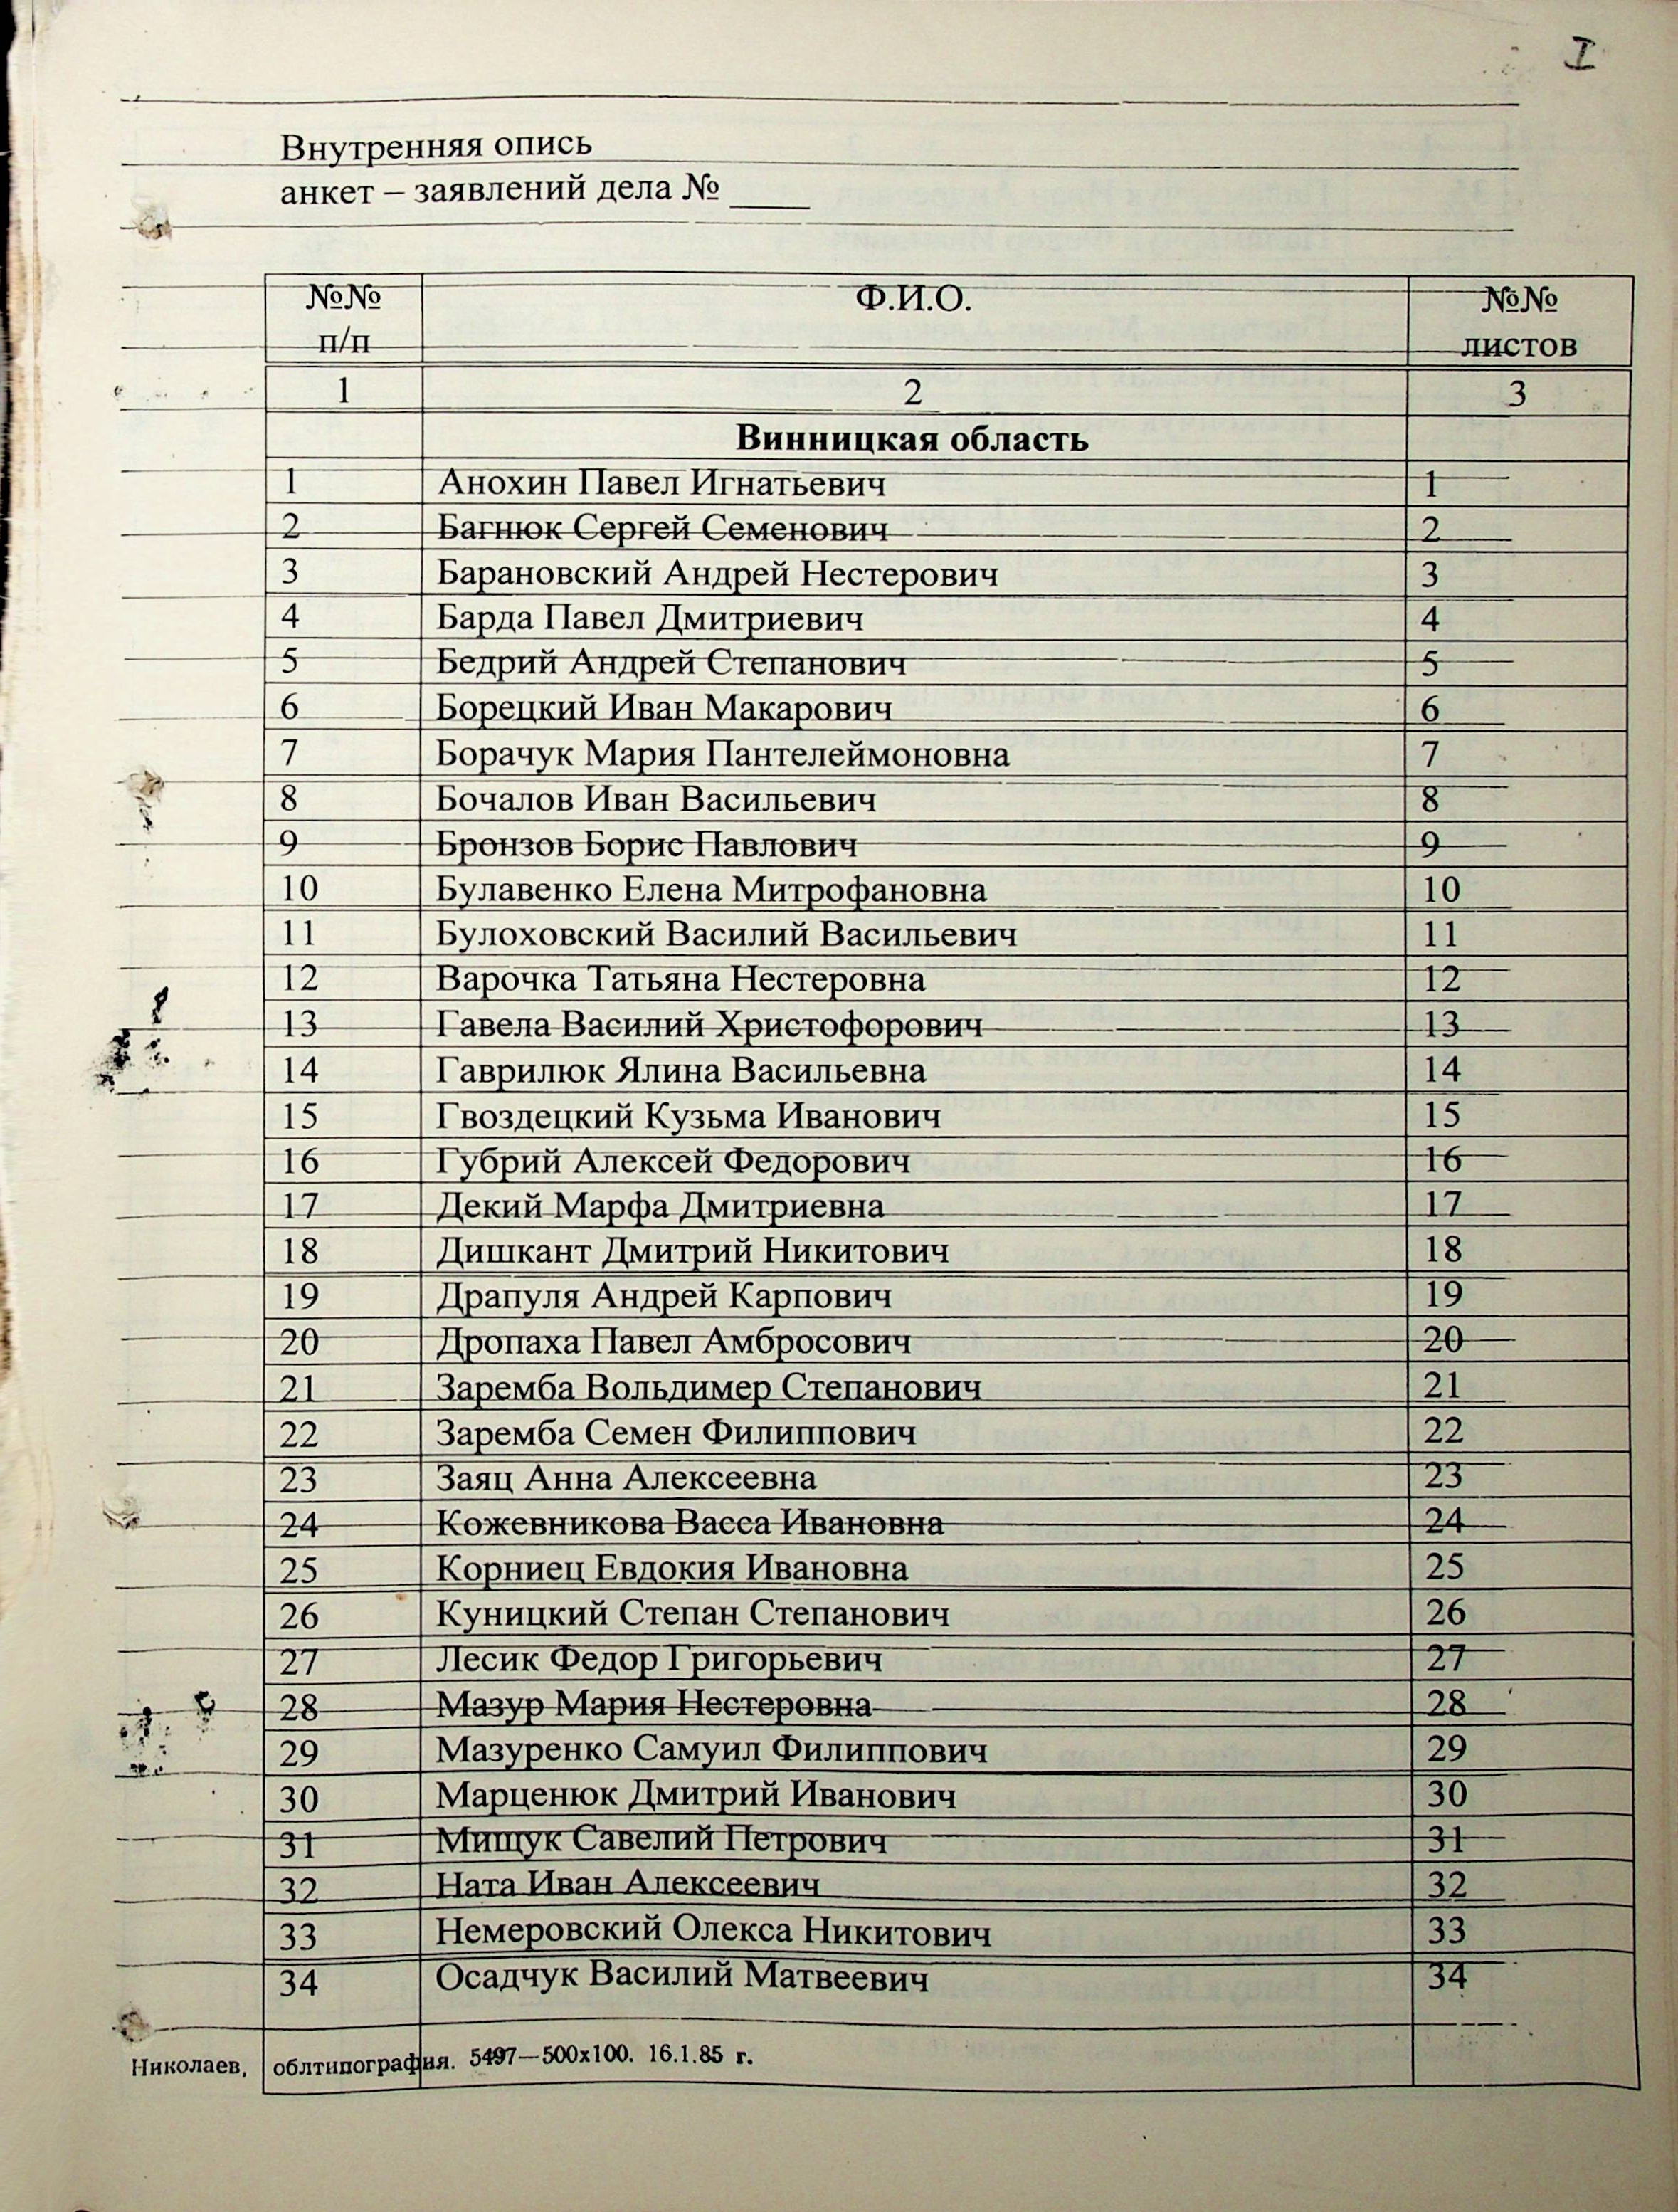 I
Внутренняя опись
анкет – заявлений дела № ____
№№ п/п Ф.И.О. №№ листов
1 2 3
Винницкая область
1 Анохин Павел Игнатьевич 1
2 Багнюк Сергей Семенович 2
3 Барановский Андрей Нестерович 3
4 Барда Павел Дмитриевич 4
5 Бедрий Андрей Степанович 5
6 Борецкий Иван Макарович 6
7 Борачук Мария Пантелеймоновна 7
8 Бочалов Иван Васильевич 8
9 Бронзов Борис Павлович 9
10 Булавенко Елена Митрофановна 10
11 Булоховский Василий Васильевич 11
12 Варочка Татьяна Нестеровна 12
13 Гавела Василий Христофорович 13
14 Гаврилюк Ялина Васильевна 14
15 Гвоздецкий Кузьма Иванович 15
16 Губрий Алексей Федорович 16
17 Декий Марфа Дмитриевна 17
18 Дишкант Дмитрий Никитович 18
19 Драпуля Андрей Карпович 19
20 Дропаха Павел Амбросович 20
21 Заремба Вольдимер Степанович 21
22 Заремба Семен Филиппович 22
23 Заяц Анна Алексеевна 23
24 Кожевникова Васса Ивановна 24
25 Корниец Евдокия Ивановна 25
26 Куницкий Степан Степанович 26
27 Лесик Федор Григорьевич 27
28 Мазур Мария Нестеровна 28
29 Мазуренко Самуил Филиппович 29
30 Марценюк Дмитрий Иванович 30
31 Мищук Савелий Петрович 31
32 Ната Иван Алексеевич 32
33 Немеровский Олекса Никитович 33
34 Осадчук Василий Матвеевич 34
Николаев, облтипография. 5497—500х100. 16.1.85 г.